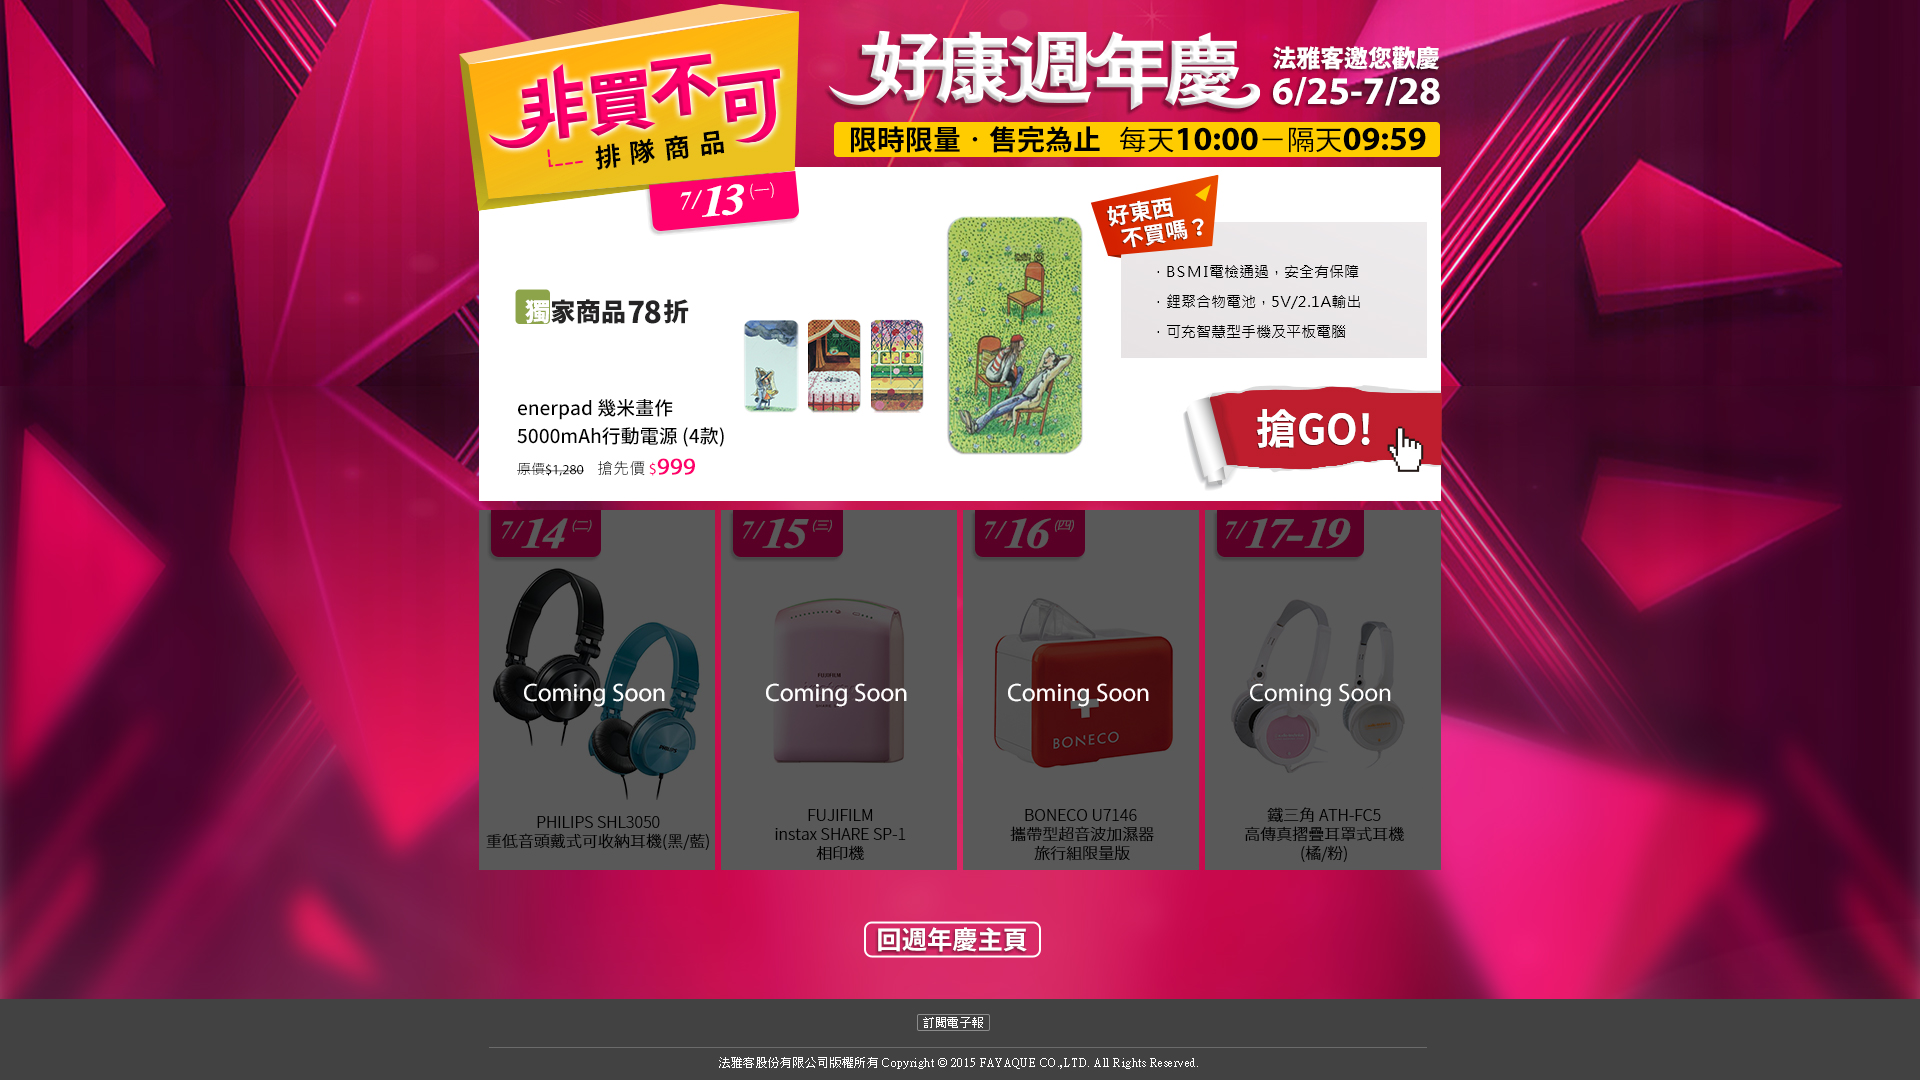 非買不可
排隊商品
好康週年慶
法雅客邀您歡慶
6/25-7/28
限時限量・售完為止 每天10:00－隔天09:59
7/13(一)
好東西
不買嗎？
・BSMI電檢通過，安全有保障
・鋰聚合物電池，5V/2.1A輸出
・可充智慧型手機及平板電腦
獨家商品78折
enerpad 幾米畫作
5000mAh行動電源 (4款)
原價$1,280 搶先價 $999
搶GO!
7/14(二)
Coming Soon
PHILIPS
PHILIPS SHL3050
重低音頭戴式可收納耳機(黑/藍)
7/15(三)
FUJIFILM
Coming Soon
FUJIFILM
instax SHARE SP-1
相印機
7/16(四)
Coming Soon
BONECO
BONECO U7146
攜帶型超音波加濕器
旅行組限量版
7/17-19
Coming Soon
鐵三角 ATH-FC5
高傳真摺疊耳罩式耳機
(橘/粉)
回週年慶主頁
訂閱電子報
法雅客股份有限公司版權所有 Copyright © 2015 FAYAQUE CO.,LTD. All Rights Reserved.